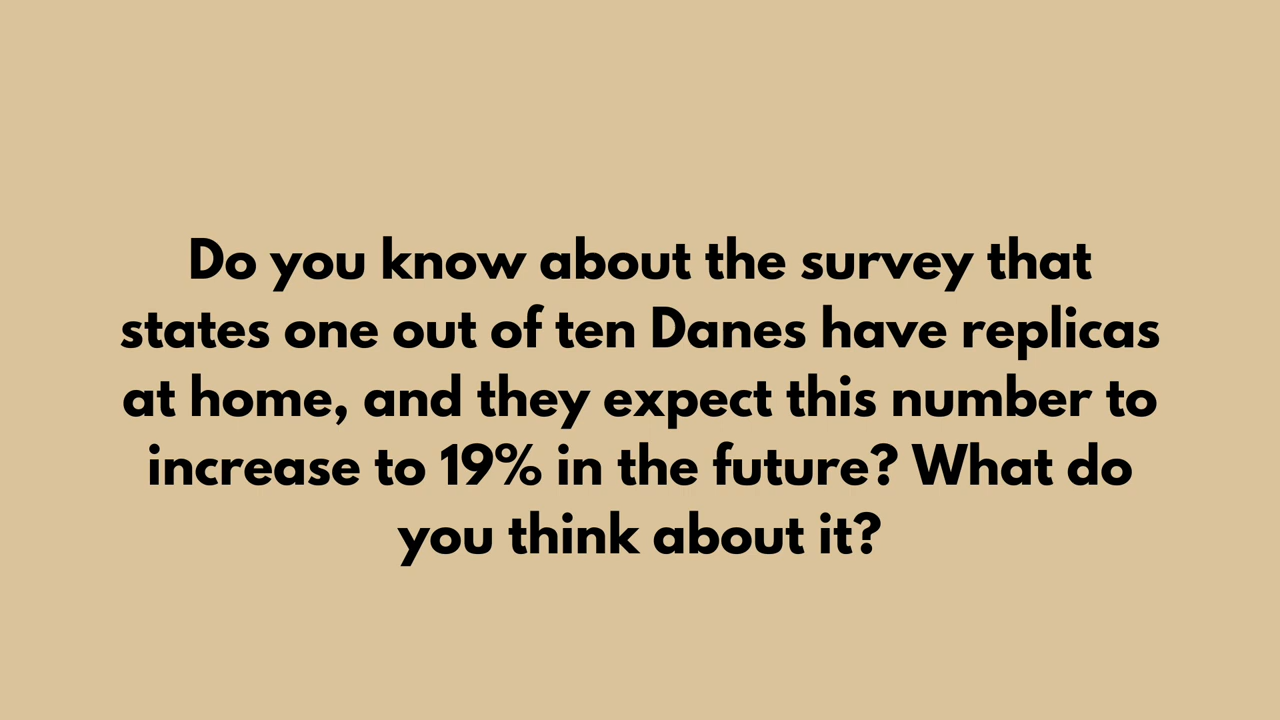 Do you know about the survey that
states one out of ten Danes have replicas
at home, and they expect this number to
increase to 19% in the future? What do
you think about it?